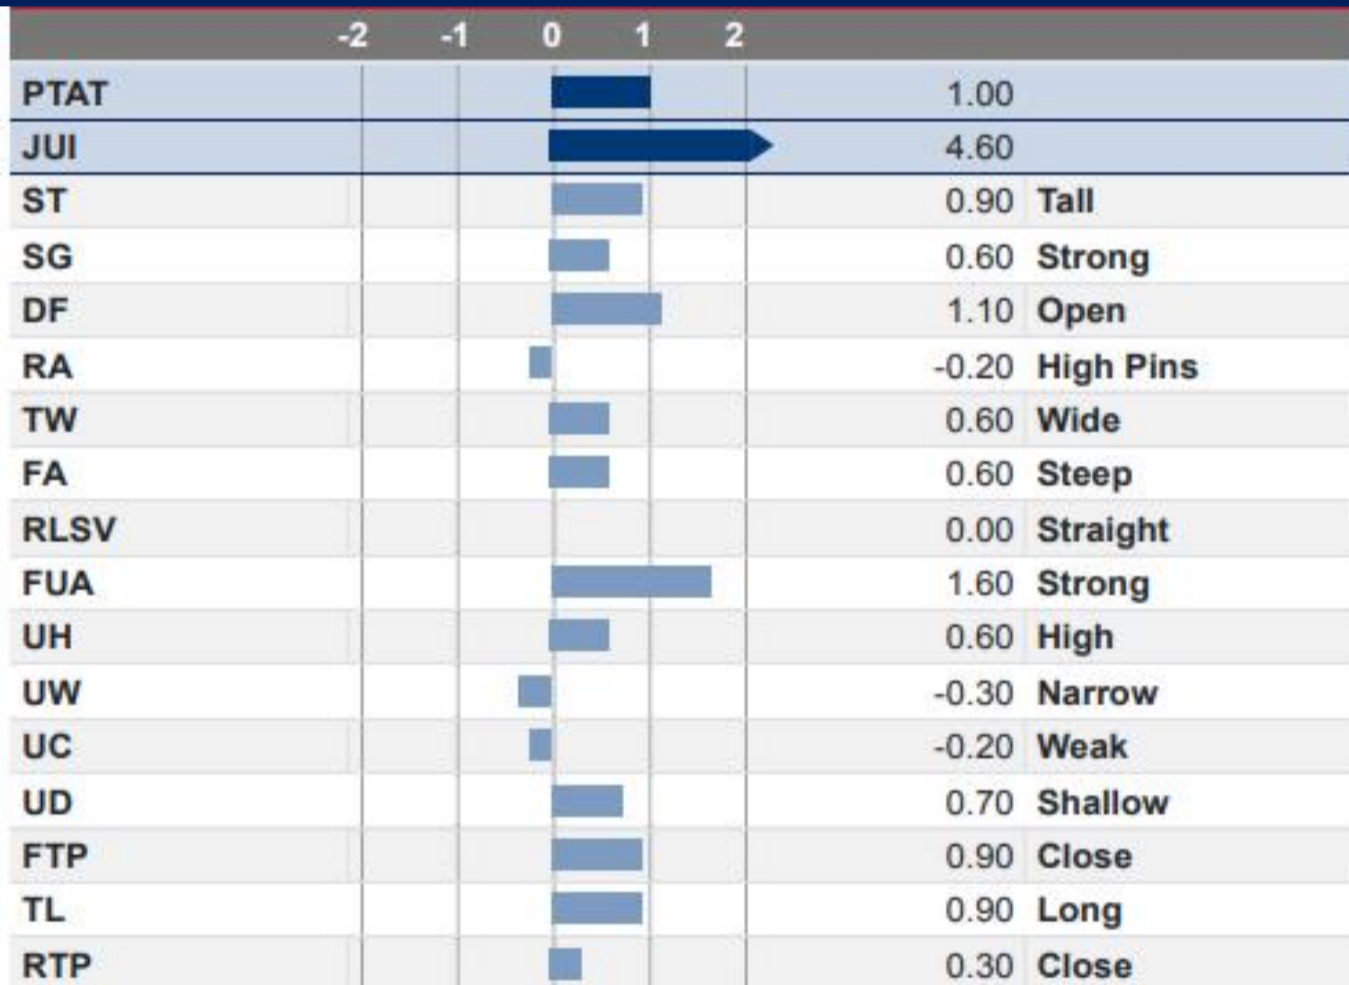 -2 -1 0 1 2
PTAT 1.00
JUI 4.60
ST 0.90 Tall
SG 0.60 Strong
DF 1.10 Open
RA -0.20 High Pins
TW 0.60 Wide
FA 0.60 Steep
RLSV 0.00 Straight
FUA 1.60 Strong
UH 0.60 High
UW -0.30 Narrow
UC -0.20 Weak
UD 0.70 Shallow
FTP 0.90 Close
TL 0.90 Long
RTP 0.30 Close